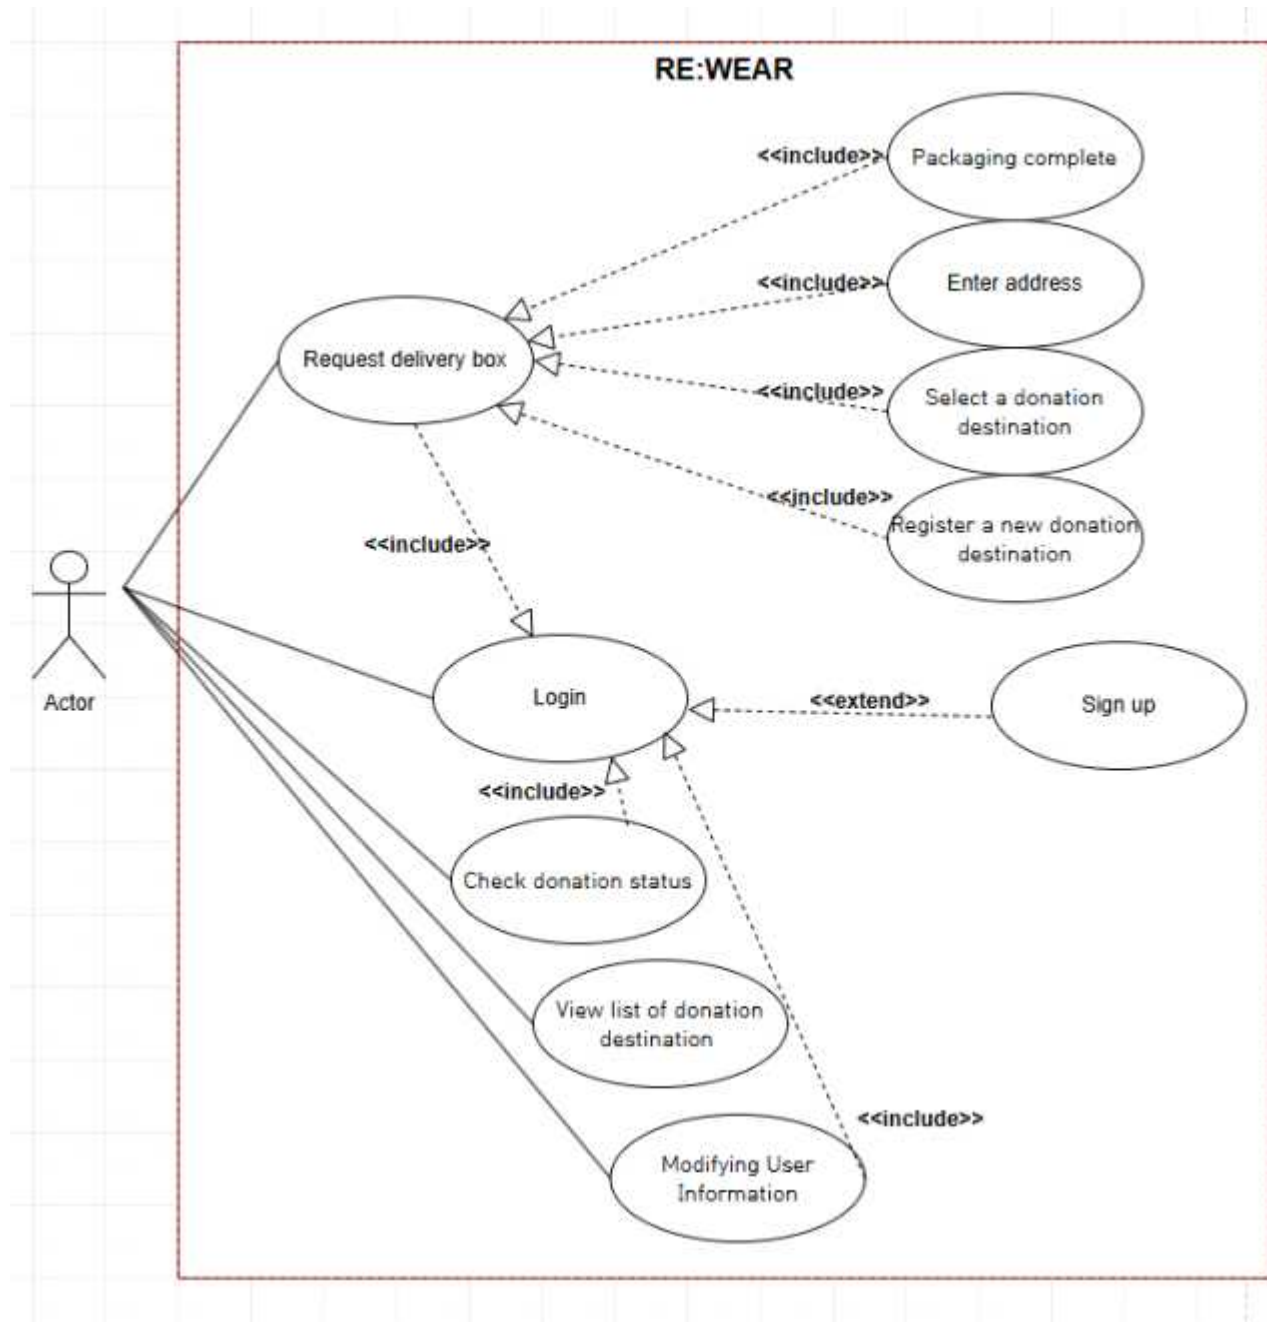 RE:WEAR
<<include>>
Packaging complete
<<include>>
Enter address
Request delivery box
<<include>>
Select a donation
destination
<<include>>
Register a new donation
destination
<<include>>
Actor
Login
<<extend>>
Sign up
<<include>>
Check donation status
View list of donation
destination
<<include>>
Modifying User
Information